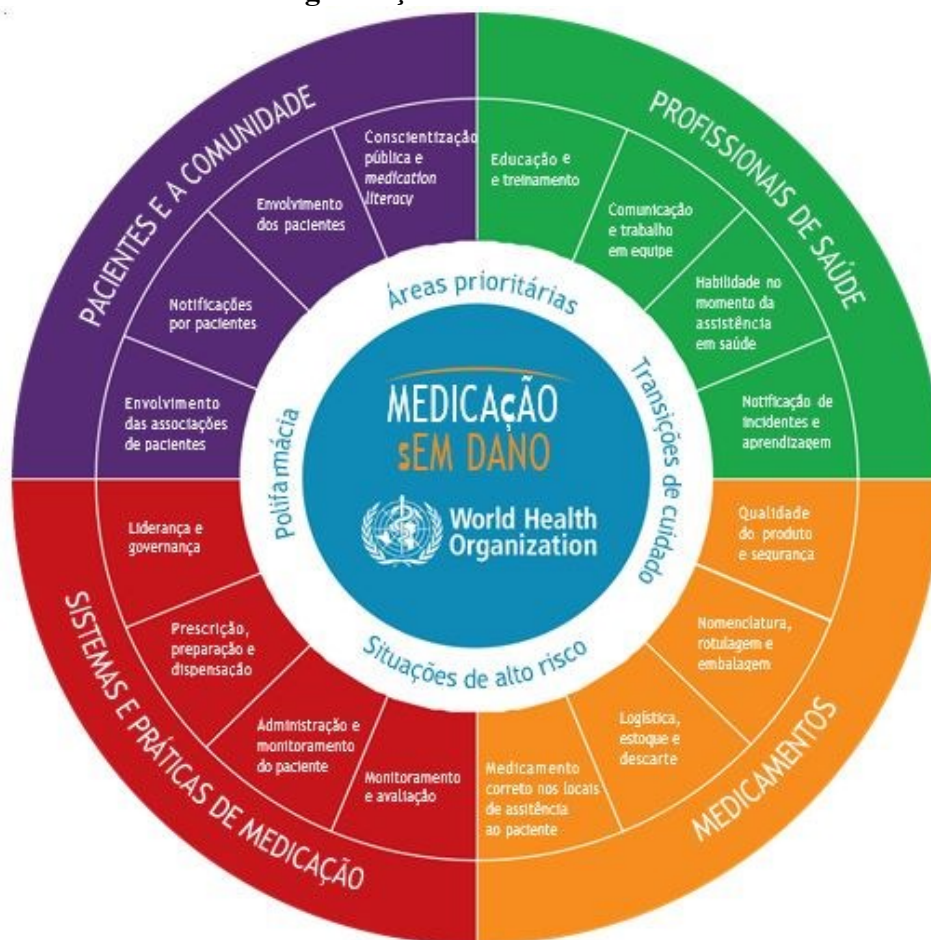 PACIENTES E A COMUNIDADE
Conscientização
pública e
medication
literacy
Envolvimento
dos pacientes
Notificações
por pacientes
Envolvimento
das associações
de pacientes
PROFISSIONAIS DE SAÚDE
Educação e
e treinamento
Comunicação
e trabalho
em equipe
Habilidade no
momento da
assistência
em saúde
Notificação de
incidentes e
aprendizagem
Áreas prioritárias
Polifarmácia
Transições de cuidado
Situações de alto risco
MEDICAçÃO
sEM DANO
World Health
Organization
SISTEMAS E PRÁTICAS DE MEDICAÇÃO
Liderança e
governança
Prescrição,
preparação e
dispensação
Administração e
monitoramento
do paciente
Monitoramento
e avaliação
MEDICAMENTOS
Qualidade
do produto
e segurança
Nomenclatura,
rotulagem e
embalagem
Logística,
estoque e
descarte
Medicamento
correto nos locais
de assitência
ao paciente